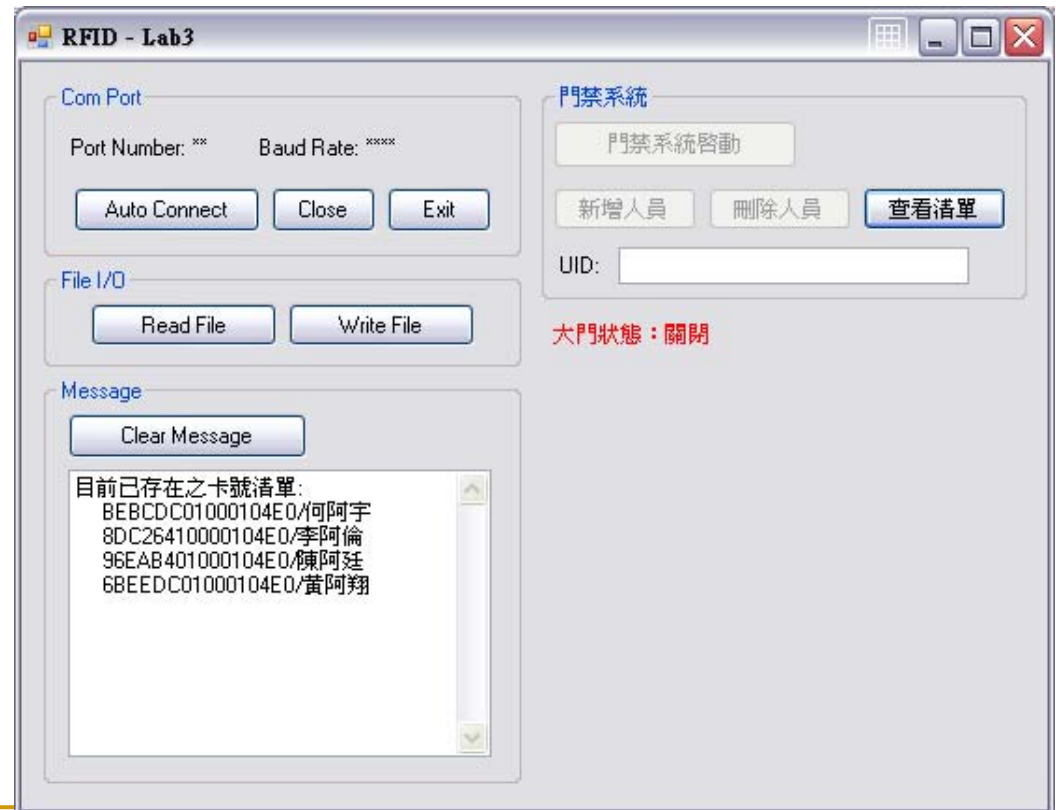 RFID - Lab3
Com Port
Port Number: ** Baud Rate: ****
Auto Connect Close Exit
File I/O
Read File Write File
Message
Clear Message
目前已存在之卡號清單:
BEBCDC01000104E0/何阿宇
8DC26410000104E0/李阿倫
96EAB401000104E0/陳阿廷
6BEEDC01000104E0/黃阿翔
門禁系統
門禁系統啟動
新增人員 刪除人員 查看清單
UID:
大門狀態：關閉